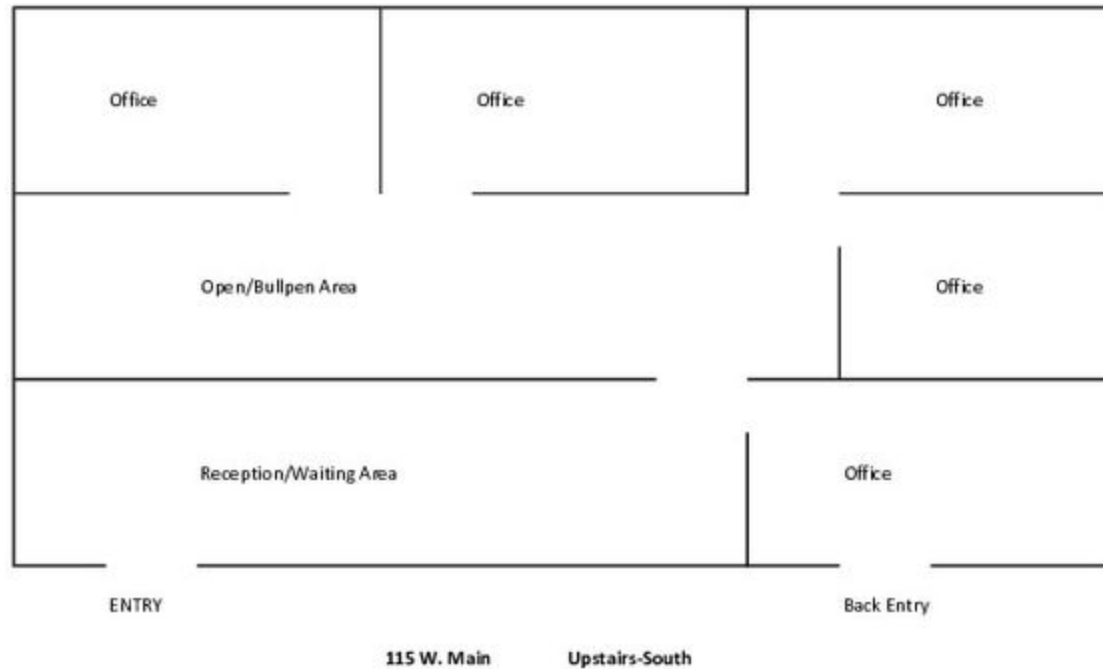 Office
Office
Office
Open/Bullpen Area
Office
Reception/Waiting Area
Office
ENTRY
Back Entry
115 W. Main Upstairs-South